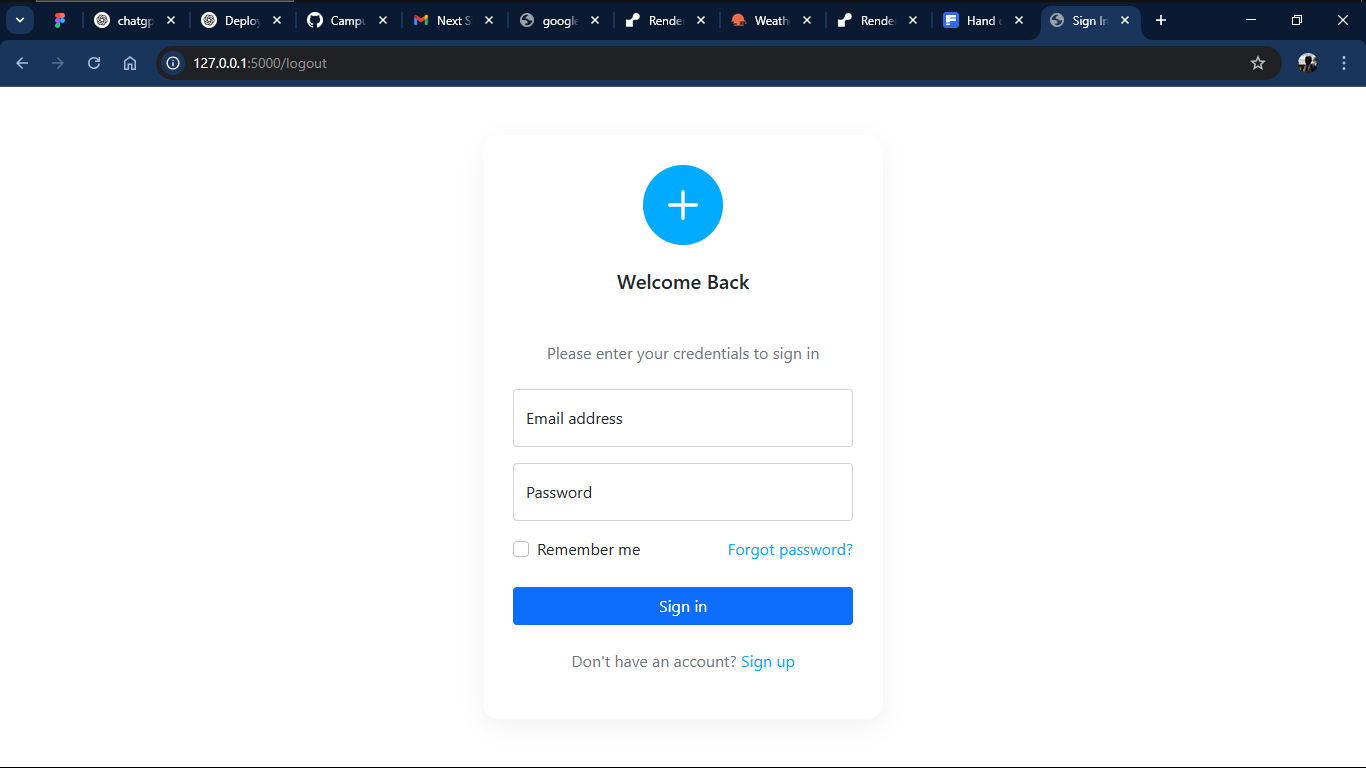 chatgp
Deploy
Campu
Next S
google
Render
Weath
Render
Hand
Sign In
127.0.0.1:5000/logout
Welcome Back
Please enter your credentials to sign in
Email address
Password
Remember me
Forgot password?
Sign in
Don't have an account? Sign up